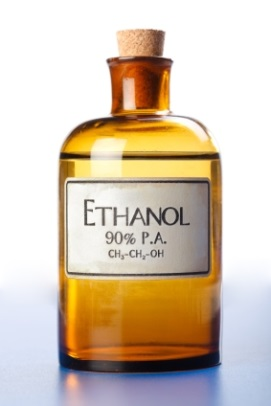 ETHANOL
90% P.A.
CH₃-CH₂-OH